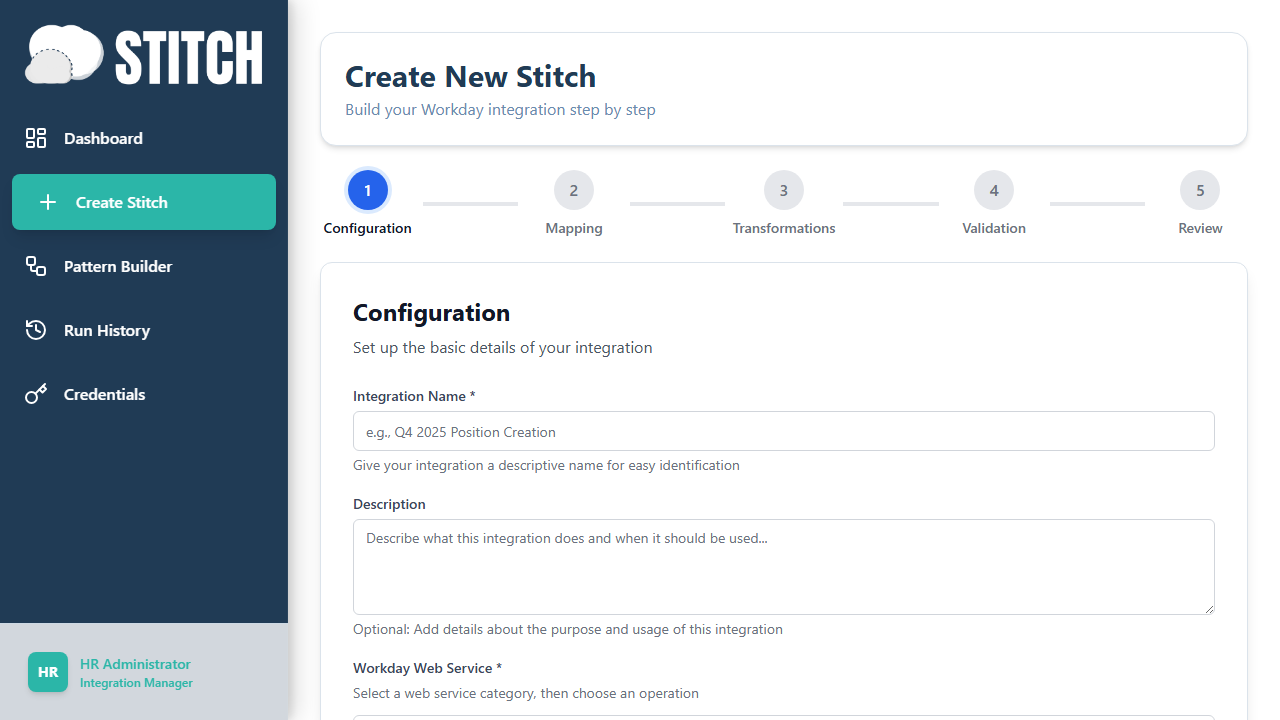 STITCH
Dashboard
Create Stitch
Pattern Builder
Run History
Credentials
HR
HR Administrator
Integration Manager
Create New Stitch
Build your Workday integration step by step
1
Configuration
2
Mapping
3
Transformations
4
Validation
5
Review
Configuration
Set up the basic details of your integration
Integration Name *
e.g., Q4 2025 Position Creation
Give your integration a descriptive name for easy identification
Description
Describe what this integration does and when it should be used...
Optional: Add details about the purpose and usage of this integration
Workday Web Service *
Select a web service category, then choose an operation